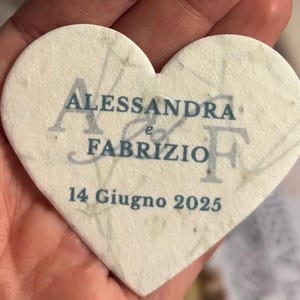 A & F
ALESSANDRA
e
FABRIZIO
14 Giugno 2025